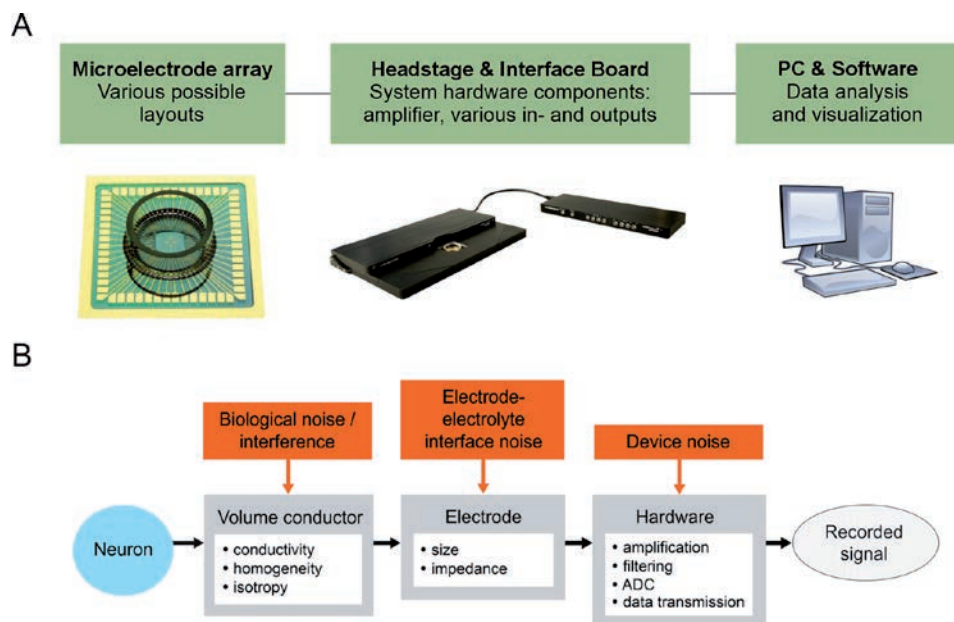 A
Microelectrode array
Various possible
layouts
Headstage & Interface Board
System hardware components:
amplifier, various in- and outputs
PC & Software
Data analysis
and visualization
B
Biological noise /
interference
Electrode-
electrolyte
interface noise
Device noise
Neuron
Volume conductor
• conductivity
• homogeneity
• isotropy
Electrode
• size
• impedance
Hardware
• amplification
• filtering
• ADC
• data transmission
Recorded
signal